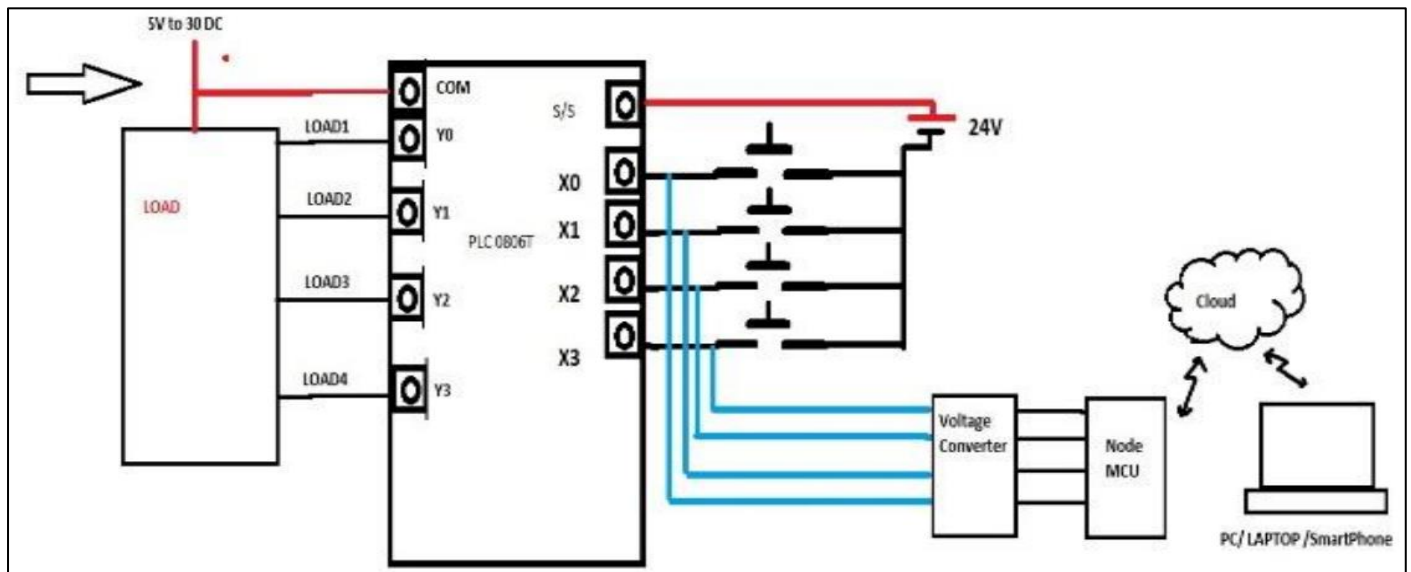 5V to 30 DC
COM
S/S
24V
LOAD1
Y0
X0
LOAD
LOAD2
Y1
X1
PLC 0806T
LOAD3
Y2
X2
LOAD4
Y3
X3
Cloud
Voltage
Converter
Node
MCU
PC/ LAPTOP /SmartPhone